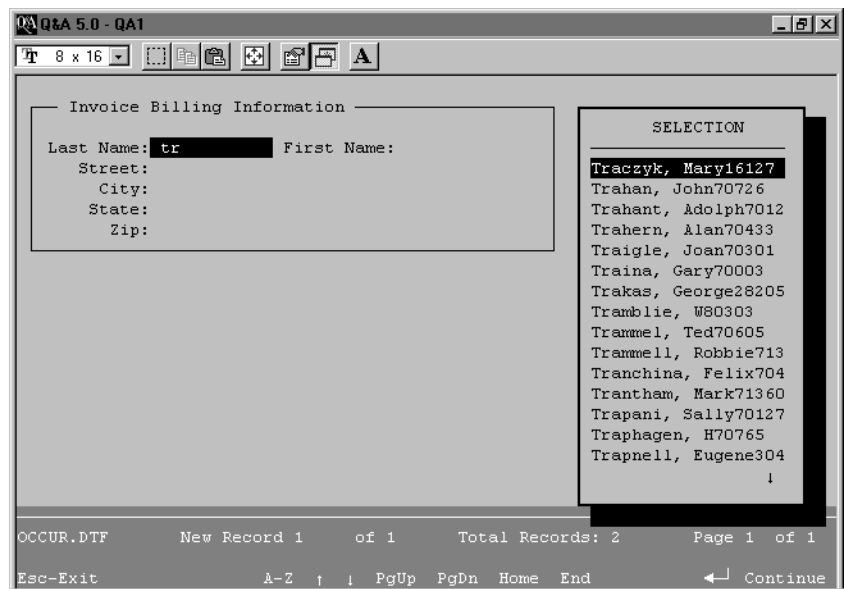 Q&A 5.0 - QA1
8 x 16
A
Invoice Billing Information
Last Name: tr First Name:
Street:
City:
State:
Zip:
SELECTION
Traczyk, Mary16127
Trahan, John70726
Trahant, Adolph7012
Trahern, Alan70433
Traigle, Joan70301
Traina, Gary70003
Trakas, George28205
Tramblie, W80303
Trammel, Ted70605
Trammell, Robbie713
Tranchina, Felix704
Trantham, Mark71360
Trapani, Sally70127
Traphagen, H70765
Trapnell, Eugene304
↓
OCCUR.DTF New Record 1 of 1 Total Records: 2 Page 1 of 1
Esc-Exit A-Z ↑ ↓ PgUp PgDn Home End ↵ Continue